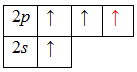 2p ↑ ↑ ↑
2s ↑